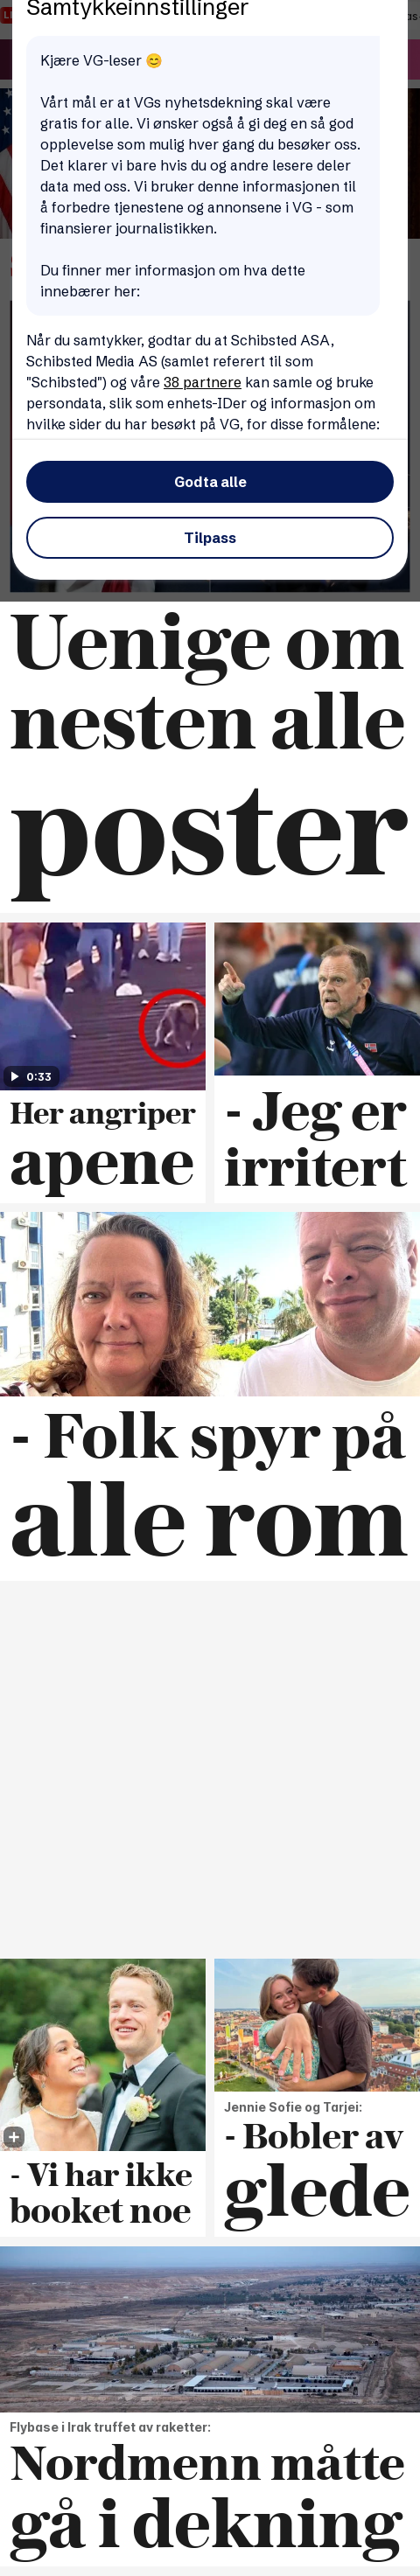 Samtykkeinnstillinger
Kjære VG-leser 😊
Vårt mål er at VGs nyhetsdekning skal være
gratis for alle. Vi ønsker også å gi deg en så god
opplevelse som mulig hver gang du besøker oss.
Det klarer vi bare hvis du og andre lesere deler
data med oss. Vi bruker denne informasjonen til
å forbedre tjenestene og annonsene i VG - som
finansierer journalistikken.
Du finner mer informasjon om hva dette
innebærer her:
Når du samtykker, godtar du at Schibsted ASA,
Schibsted Media AS (samlet referert til som
"Schibsted") og våre 38 partnere kan samle og bruke
persondata, slik som enhets-IDer og informasjon om
hvilke sider du har besøkt på VG, for disse formålene:
Godta alle
Tilpass
Uenige om
nesten alle
poster
0:33
Her angriper
apene
- Jeg er
irritert
- Folk spyr på
alle rom
- Vi har ikke
booket noe
Jennie Sofie og Tarjei:
- Bobler av
glede
Flybase i Irak truffet av raketter:
Nordmenn måtte
gå i dekning